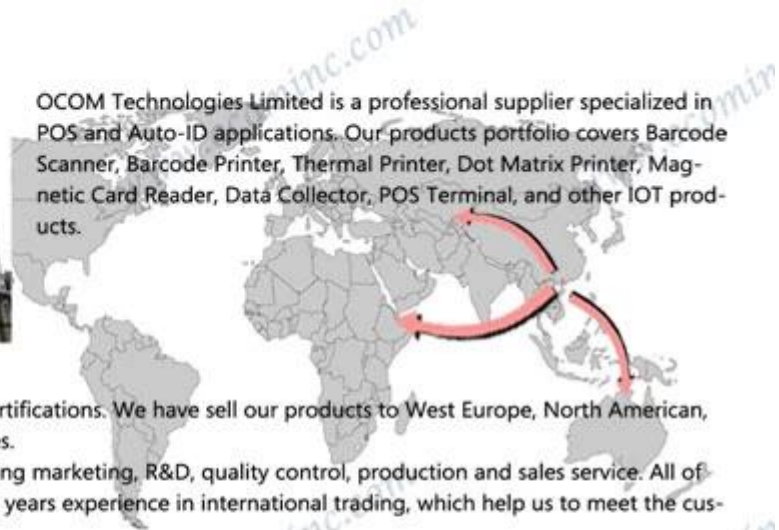 OCOM Technologies Limited is a professional supplier specialized in
POS and Auto-ID applications. Our products portfolio covers Barcode
Scanner, Barcode Printer, Thermal Printer, Dot Matrix Printer, Mag-
netic Card Reader, Data Collector, POS Terminal, and other IOT prod-
ucts.
rtifications. We have sell our products to West Europe, North American,
s.
ng marketing, R&D, quality control, production and sales service. All of
years experience in international trading, which help us to meet the cus-